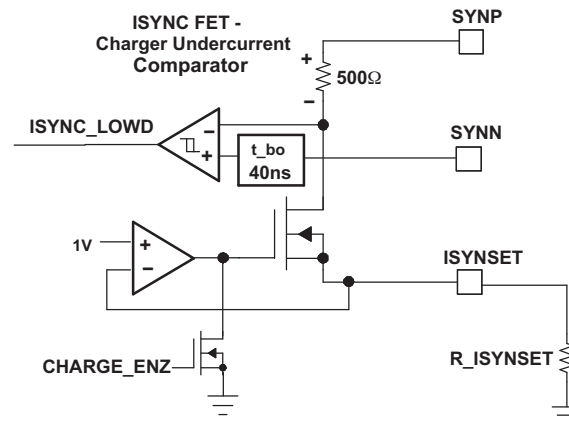 ISYNC FET -
Charger Undercurrent
Comparator
SYNP
+
500Ω
−
ISYNC_LOWD
−
+
t_bo
40ns
SYNN
1V
+
−
ISYNSET
R_ISYNSET
CHARGE_ENZ